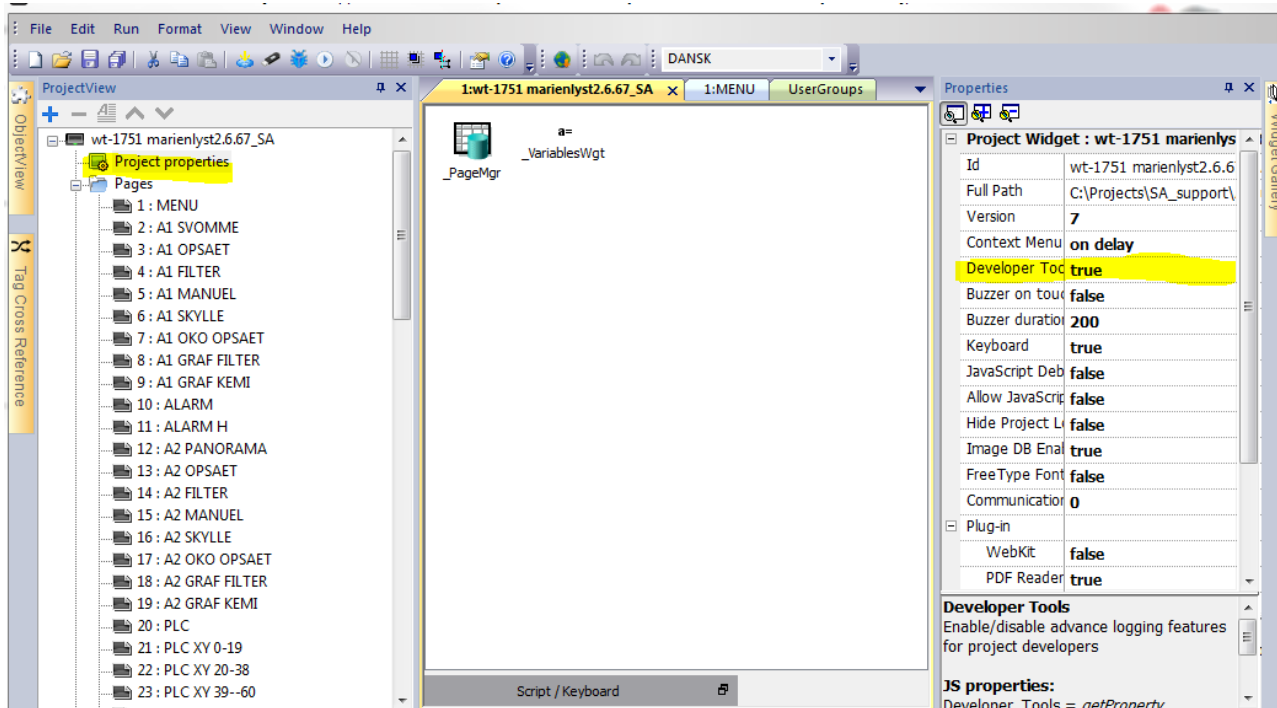 File Edit Run Format View Window Help
DANSK
ProjectView
wt-1751 marienlyst2.6.67_SA
Project properties
Pages
1 : MENU
2 : A1 SVOMME
3 : A1 OPSAET
4 : A1 FILTER
5 : A1 MANUEL
6 : A1 SKYLLE
7 : A1 OKO OPSAET
8 : A1 GRAF FILTER
9 : A1 GRAF KEMI
10 : ALARM
11 : ALARM H
12 : A2 PANORAMA
13 : A2 OPSAET
14 : A2 FILTER
15 : A2 MANUEL
16 : A2 SKYLLE
17 : A2 OKO OPSAET
18 : A2 GRAF FILTER
19 : A2 GRAF KEMI
20 : PLC
21 : PLC XY 0-19
22 : PLC XY 20-38
23 : PLC XY 39--60
ObjectView
Tag Cross Reference
1:wt-1751 marienlyst2.6.67_SA
1:MENU
UserGroups
_PageMgr
a=
_VariablesWgt
Script / Keyboard
Properties
Project Widget : wt-1751 marienlys
Id wt-1751 marienlyst2.6.6
Full Path C:\Projects\SA_support\
Version 7
Context Menu on delay
Developer Too true
Buzzer on touc false
Buzzer duration 200
Keyboard true
JavaScript Deb false
Allow JavaScrip false
Hide Project Lo false
Image DB Enal true
FreeType Font false
Communication 0
Plug-in
WebKit false
PDF Reader true
Developer Tools
Enable/disable advance logging features
for project developers
JS properties:
Developer_Tools = getProperty
Widget Gallery